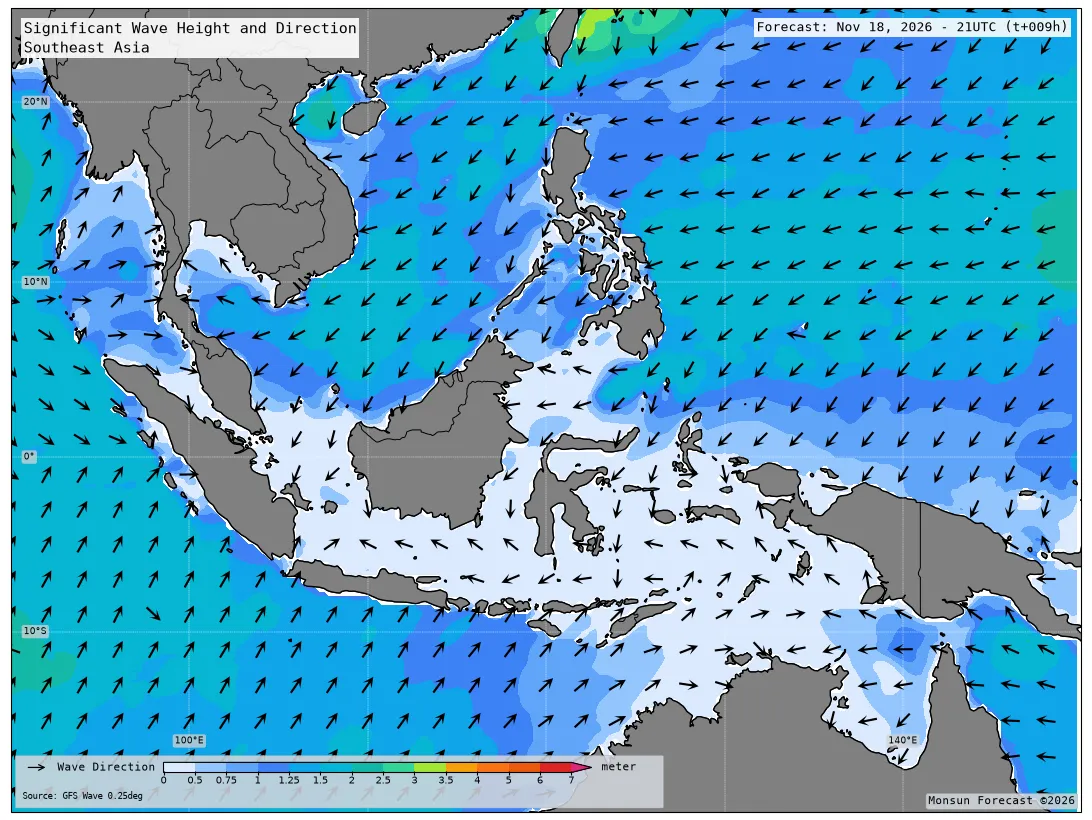 Significant Wave Height and Direction
Southeast Asia
Forecast: Nov 18, 2026 - 21UTC (t+009h)
20°N
10°N
0°
10°S
100°E
140°E
Wave Direction
0 0.5 0.75 1 1.25 1.5 2 2.5 3 3.5 4 5 6 7 meter
Source: GFS Wave 0.25deg
Monsun Forecast ©2026